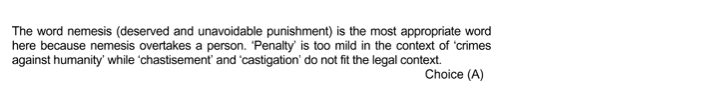 The word nemesis (deserved and unavoidable punishment) is the most appropriate word
here because nemesis overtakes a person. ‘Penalty’ is too mild in the context of ‘crimes
against humanity’ while ‘chastisement’ and ‘castigation’ do not fit the legal context.
Choice (A)